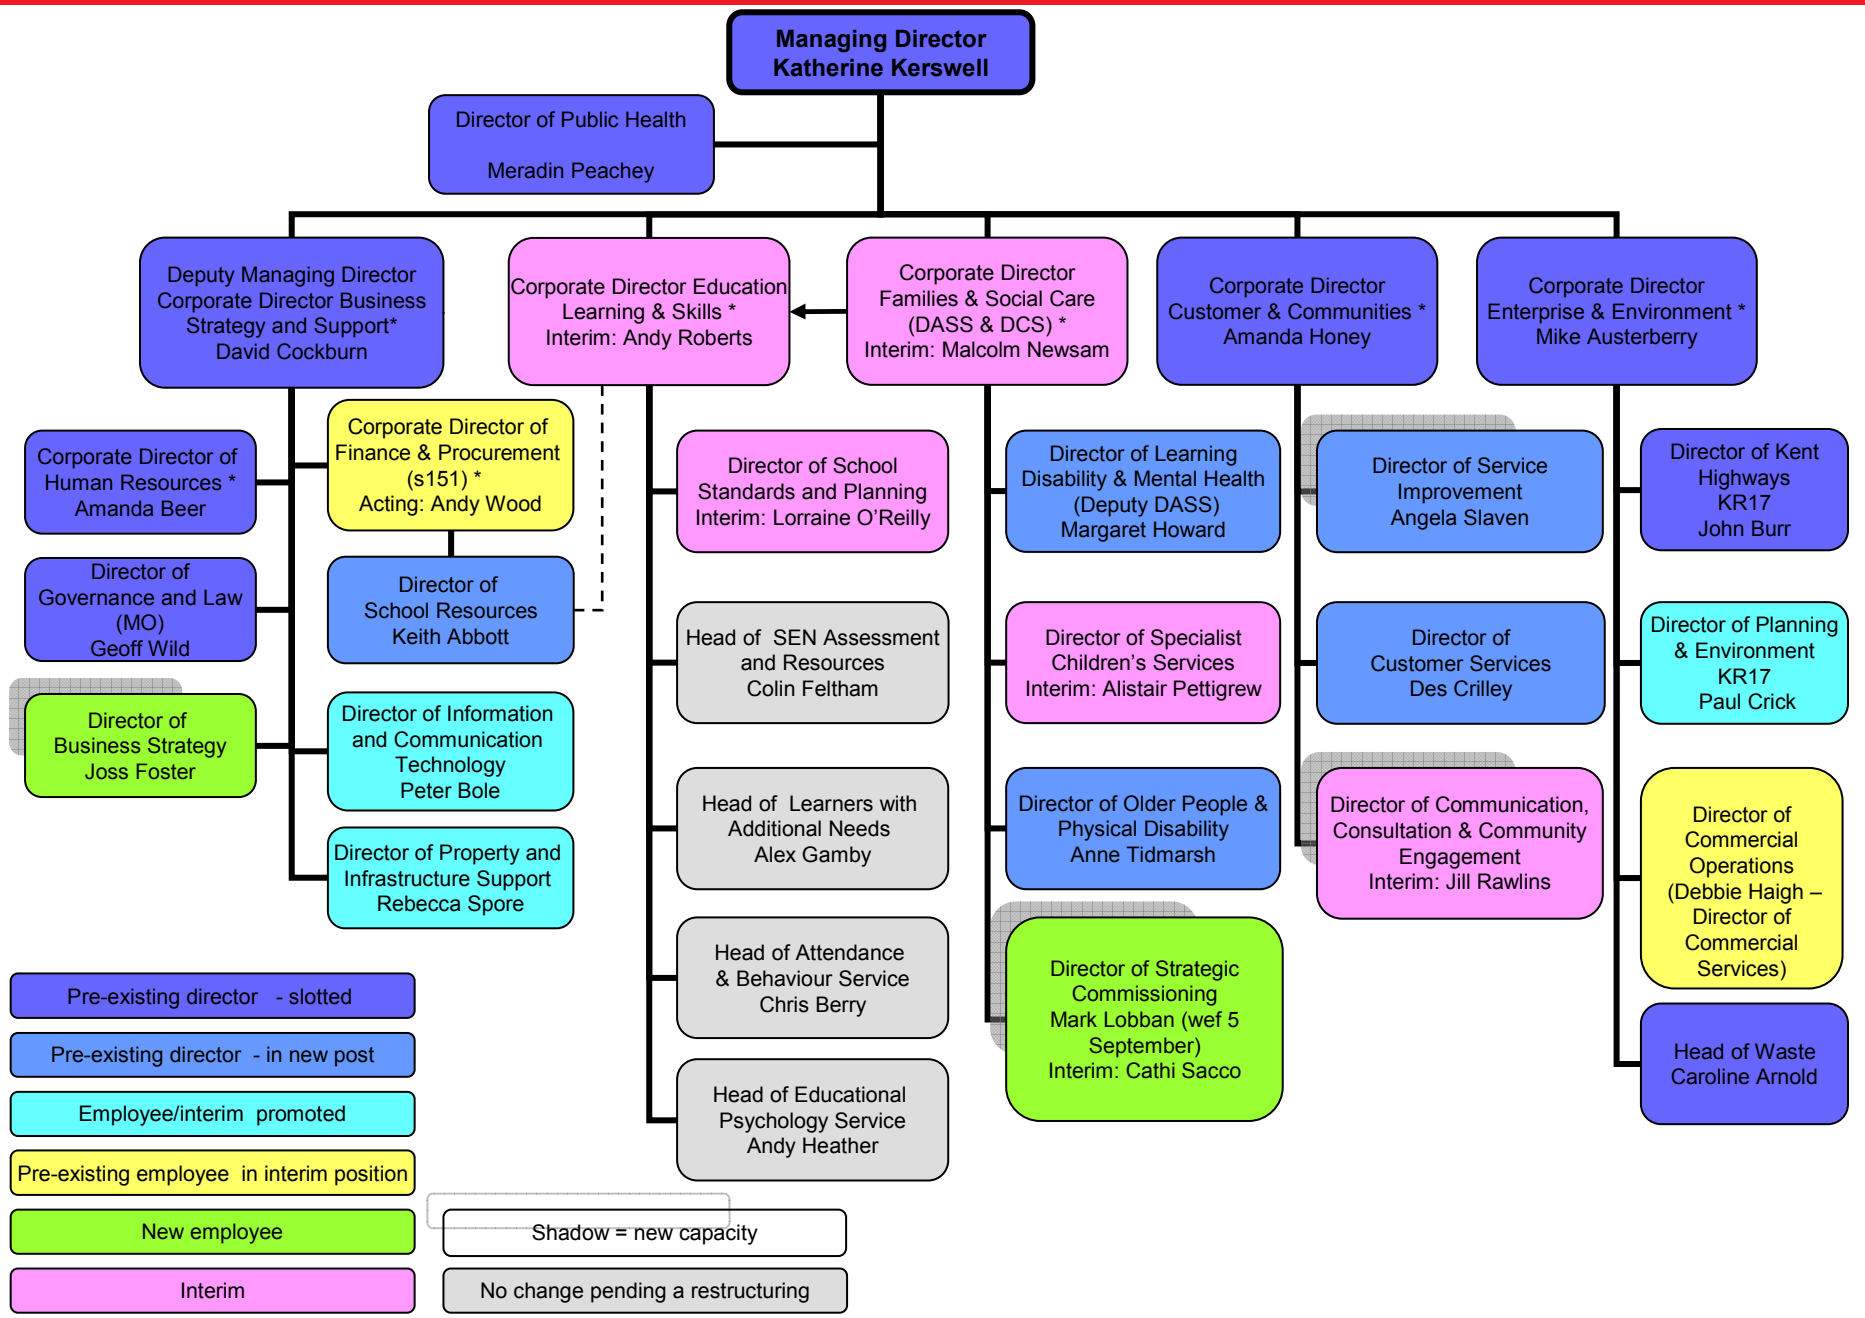 Managing Director
Katherine Kerswell
Director of Public Health
Meradin Peachey
Deputy Managing Director
Corporate Director Business
Strategy and Support*
David Cockburn
Corporate Director Education
Learning & Skills *
Interim: Andy Roberts
Corporate Director
Families & Social Care
(DASS & DCS) *
Interim: Malcolm Newsam
Corporate Director
Customer & Communities *
Amanda Honey
Corporate Director
Enterprise & Environment *
Mike Austerberry
Corporate Director of
Human Resources *
Amanda Beer
Corporate Director of
Finance & Procurement
(s151) *
Acting: Andy Wood
Director of
Governance and Law
(MO)
Geoff Wild
Director of
School Resources
Keith Abbott
Director of
Business Strategy
Joss Foster
Director of Information
and Communication
Technology
Peter Bole
Director of Property and
Infrastructure Support
Rebecca Spore
Director of School
Standards and Planning
Interim: Lorraine O'Reilly
Head of  SEN Assessment
and Resources
Colin Feltham
Head of  Learners with
Additional Needs
Alex Gamby
Head of Attendance
& Behaviour Service
Chris Berry
Head of Educational
Psychology Service
Andy Heather
Director of Learning
Disability & Mental Health
(Deputy DASS)
Margaret Howard
Director of Specialist
Children's Services
Interim: Alistair Pettigrew
Director of Older People &
Physical Disability
Anne Tidmarsh
Director of Strategic
Commissioning
Mark Lobban (wef 5
September)
Interim: Cathi Sacco
Director of Service
Improvement
Angela Slaven
Director of
Customer Services
Des Crilley
Director of Communication,
Consultation & Community
Engagement
Interim: Jill Rawlins
Director of Kent
Highways
KR17
John Burr
Director of Planning
& Environment
KR17
Paul Crick
Director of
Commercial
Operations
(Debbie Haigh –
Director of
Commercial
Services)
Head of Waste
Caroline Arnold
Pre-existing director   - slotted
Pre-existing director  - in new post
Employee/interim  promoted
Pre-existing employee  in interim position
New employee
Interim
Shadow = new capacity
No change pending a restructuring